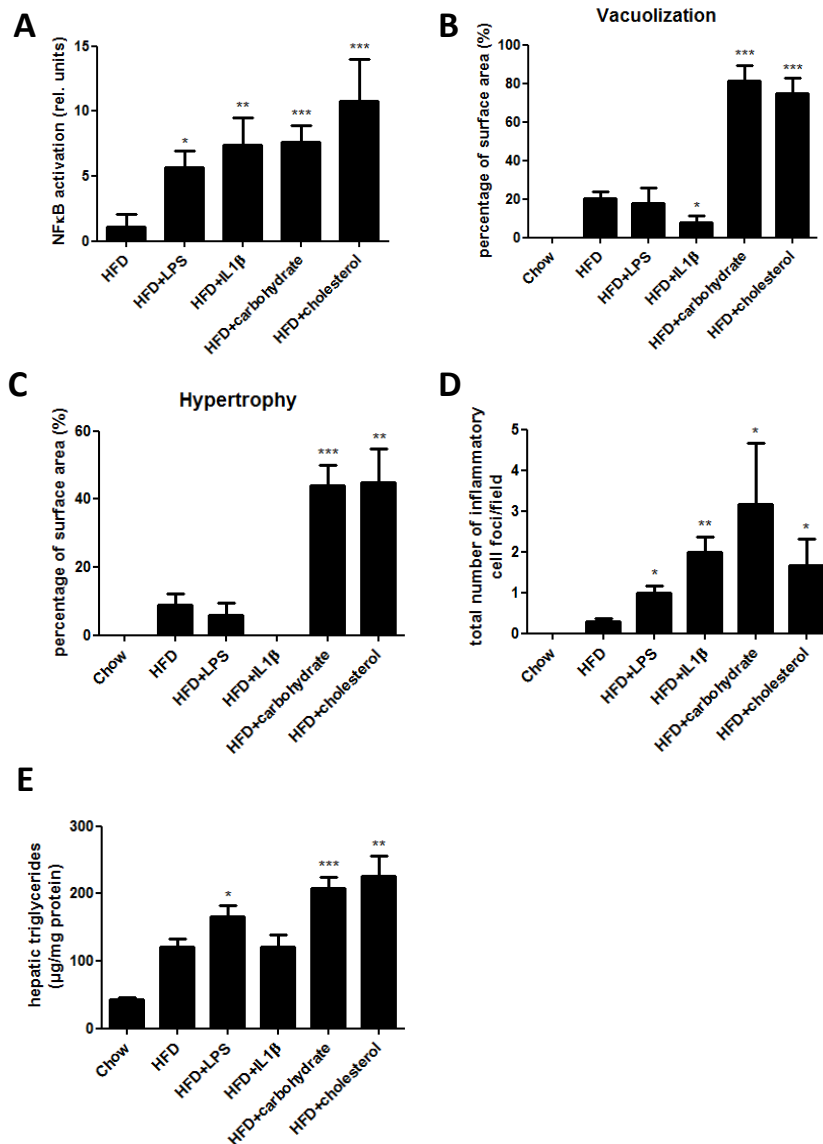 A
NFκB activation (rel. units)
15
10
5
0
*
**
***
***
HFD
HFD+LPS
HFD+IL1β
HFD+carbohydrate
HFD+cholesterol
B
Vacuolization
percentage of surface area (%)
100
80
60
40
20
0
*
***
***
Chow
HFD
HFD+LPS
HFD+IL1β
HFD+carbohydrate
HFD+cholesterol
C
Hypertrophy
percentage of surface area (%)
60
40
20
0
***
**
Chow
HFD
HFD+LPS
HFD+IL1β
HFD+carbohydrate
HFD+cholesterol
D
total number of inflammatory
cell foci/field
5
4
3
2
1
0
*
**
*
*
Chow
HFD
HFD+LPS
HFD+IL1β
HFD+carbohydrate
HFD+cholesterol
E
hepatic triglycerides
(µg/mg protein)
300
200
100
0
*
***
**
Chow
HFD
HFD+LPS
HFD+IL1β
HFD+carbohydrate
HFD+cholesterol